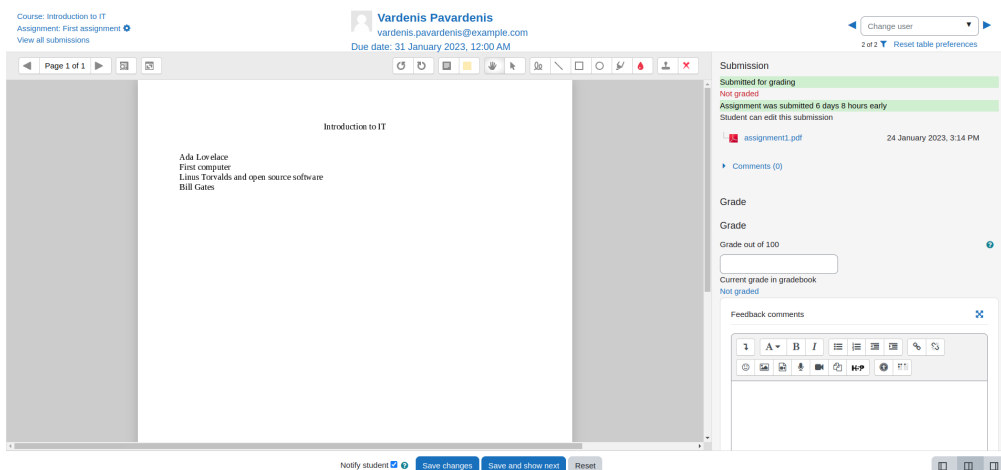 Course: Introduction to IT
Assignment: First assignment
View all submissions
Vardenis Pavardenis
vardenis.pavardenis@example.com
Due date: 31 January 2023, 12:00 AM
Change user
2 of 2
Reset table preferences
Page 1 of 1
Introduction to IT
Ada Lovelace
First computer
Linus Torvalds and open source software
Bill Gates
Submission
Submitted for grading
Not graded
Assignment was submitted 6 days 8 hours early
Student can edit this submission
assignment1.pdf 24 January 2023, 3:14 PM
Comments (0)
Grade
Grade
Grade out of 100
Current grade in gradebook
Not graded
Feedback comments
A B I
H-P
Notify student
Save changes
Save and show next
Reset